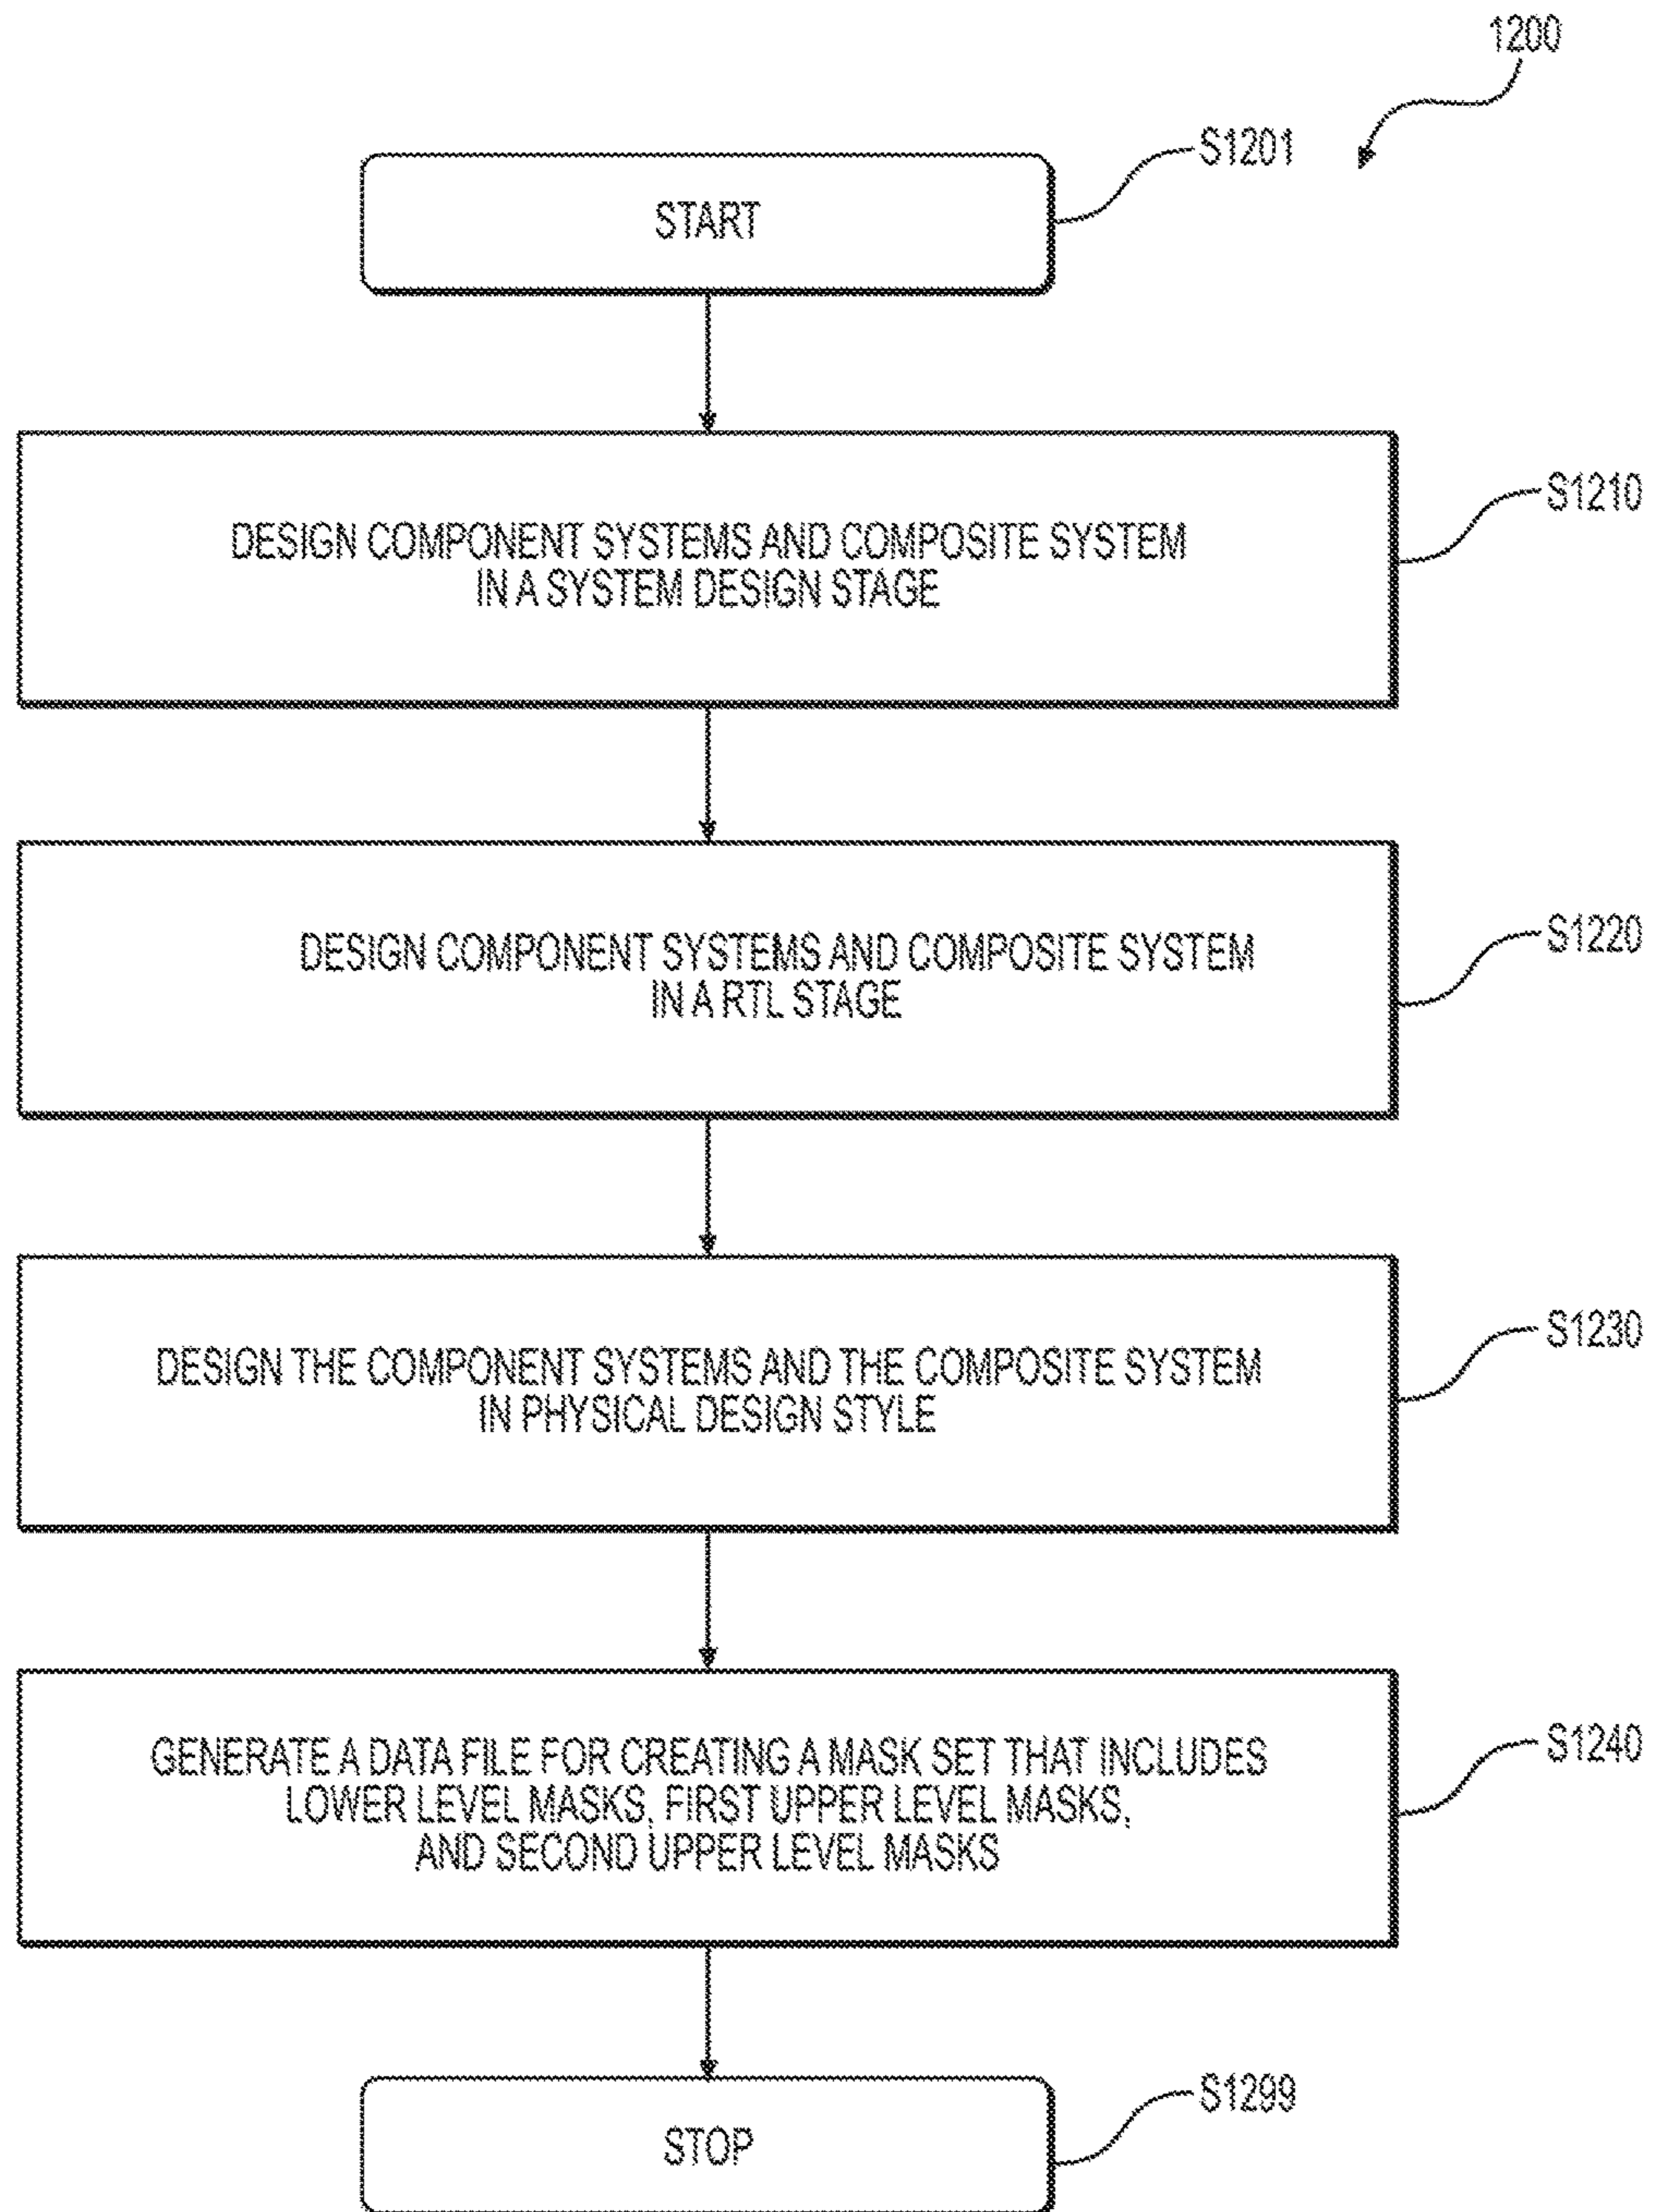 1200
S1201
START
S1210
DESIGN COMPONENT SYSTEMS AND COMPOSITE SYSTEM
IN A SYSTEM DESIGN STAGE
S1220
DESIGN COMPONENT SYSTEMS AND COMPOSITE SYSTEM
IN A RTL STAGE
S1230
DESIGN THE COMPONENT SYSTEMS AND THE COMPOSITE SYSTEM
IN PHYSICAL DESIGN STYLE
S1240
GENERATE A DATA FILE FOR CREATING A MASK SET THAT INCLUDES
LOWER LEVEL MASKS, FIRST UPPER LEVEL MASKS,
AND SECOND UPPER LEVEL MASKS
S1299
STOP